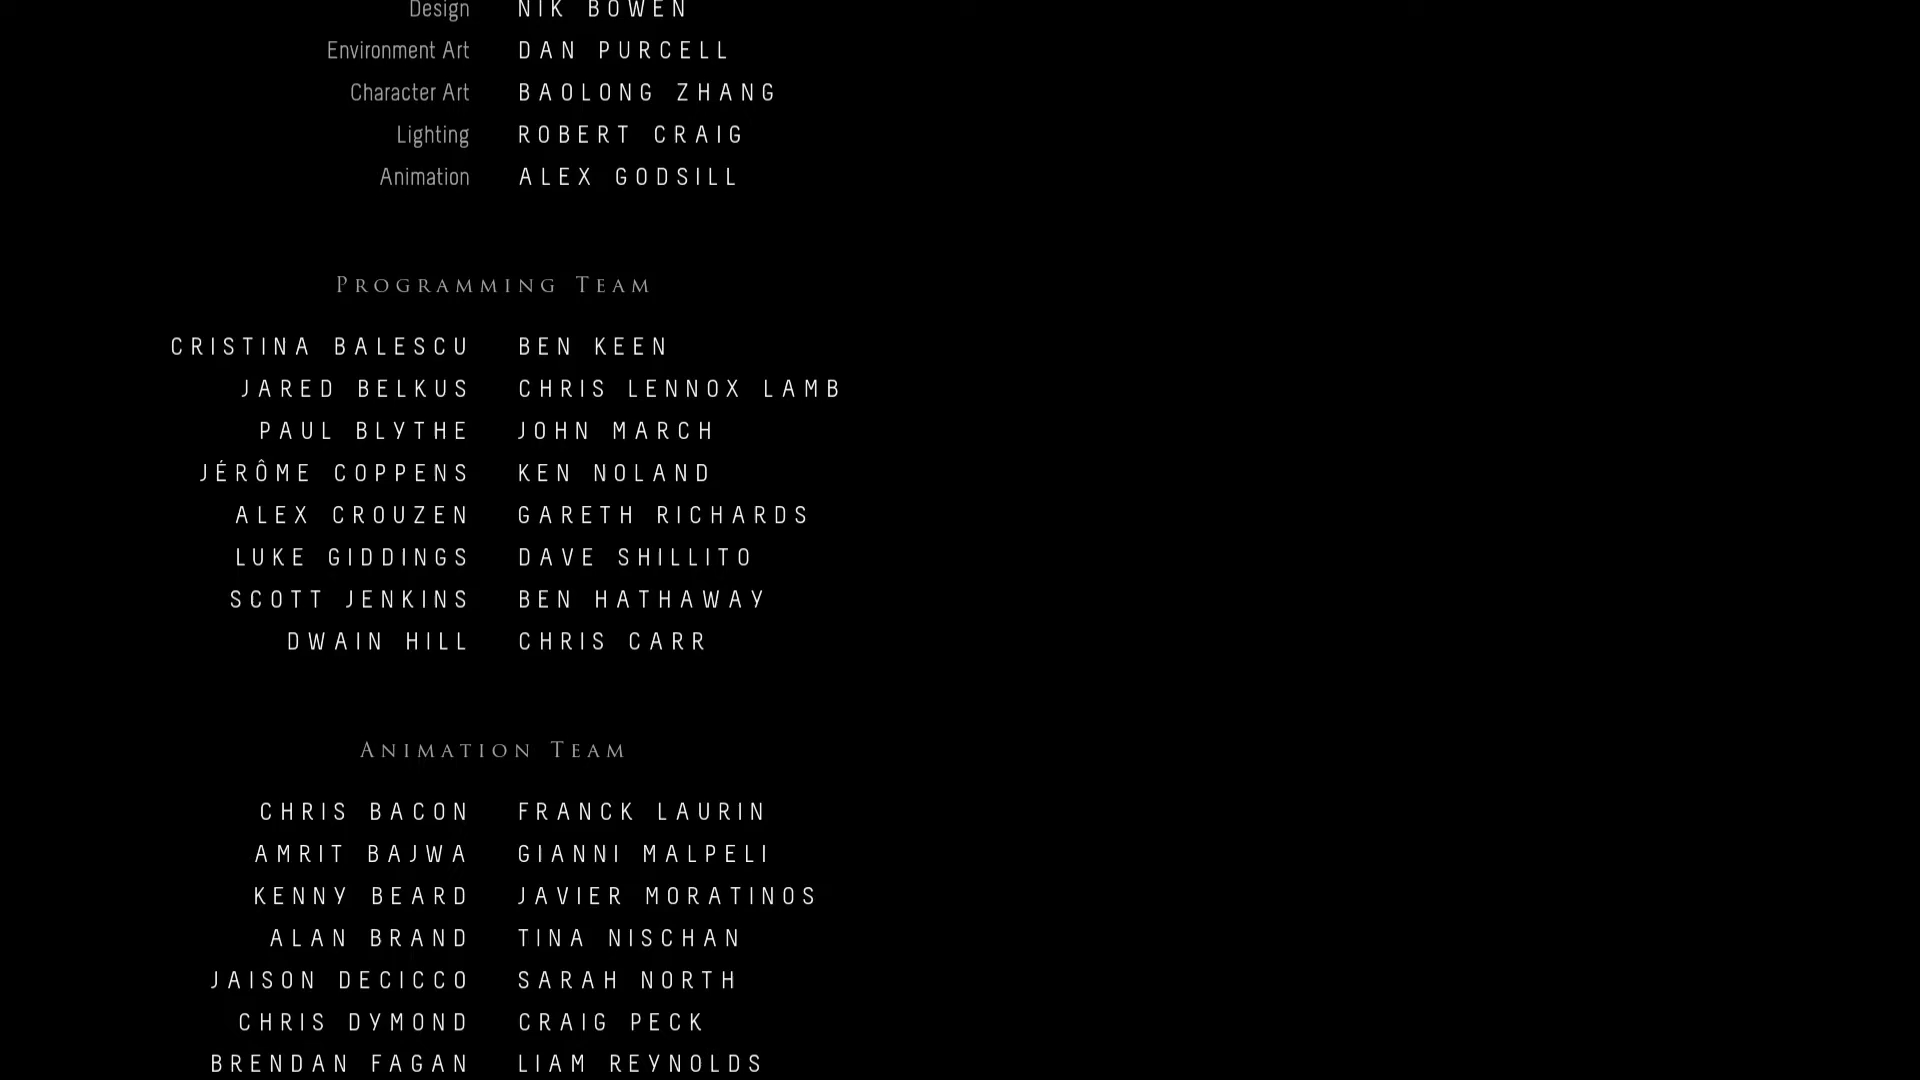 Design NIK BOWEN
Environment Art DAN PURCELL
Character Art BAOLONG ZHANG
Lighting ROBERT CRAIG
Animation ALEX GODSILL
PROGRAMMING TEAM
CRISTINA BALESCU BEN KEEN
JARED BELKUS CHRIS LENNOX LAMB
PAUL BLYTHE JOHN MARCH
JÉRÔME COPPENS KEN NOLAND
ALEX CROUZEN GARETH RICHARDS
LUKE GIDDINGS DAVE SHILLITO
SCOTT JENKINS BEN HATHAWAY
DWAIN HILL CHRIS CARR
ANIMATION TEAM
CHRIS BACON FRANCK LAURIN
AMRIT BAJWA GIANNI MALPELI
KENNY BEARD JAVIER MORATINOS
ALAN BRAND TINA NISCHAN
JAISON DECICCO SARAH NORTH
CHRIS DYMOND CRAIG PECK
BRENDAN FAGAN LIAM REYNOLDS